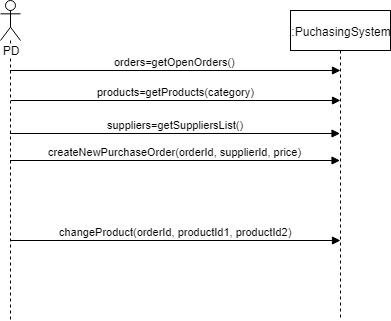 PD
:PuchasingSystem
orders=getOpenOrders()
products=getProducts(category)
suppliers=getSuppliersList()
createNewPurchaseOrder(orderId, supplierId, price)
changeProduct(orderId, productId1, productId2)